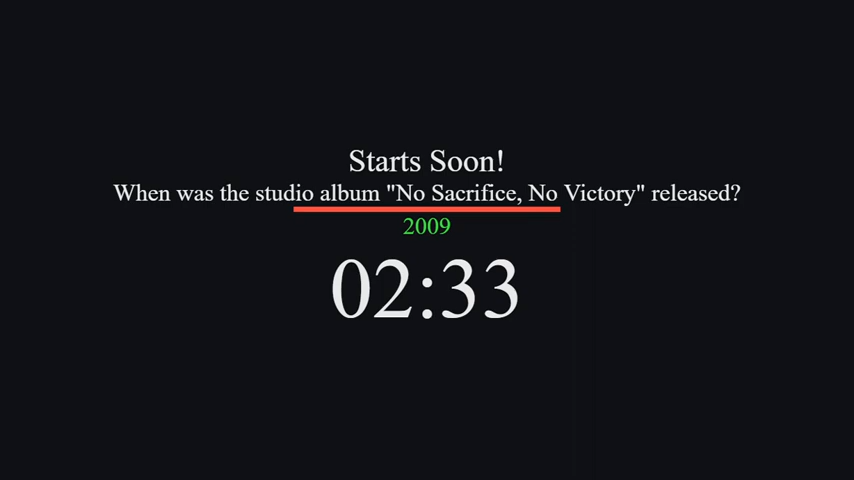 Starts Soon!
When was the studio album "No Sacrifice, No Victory" released?
2009
02:33